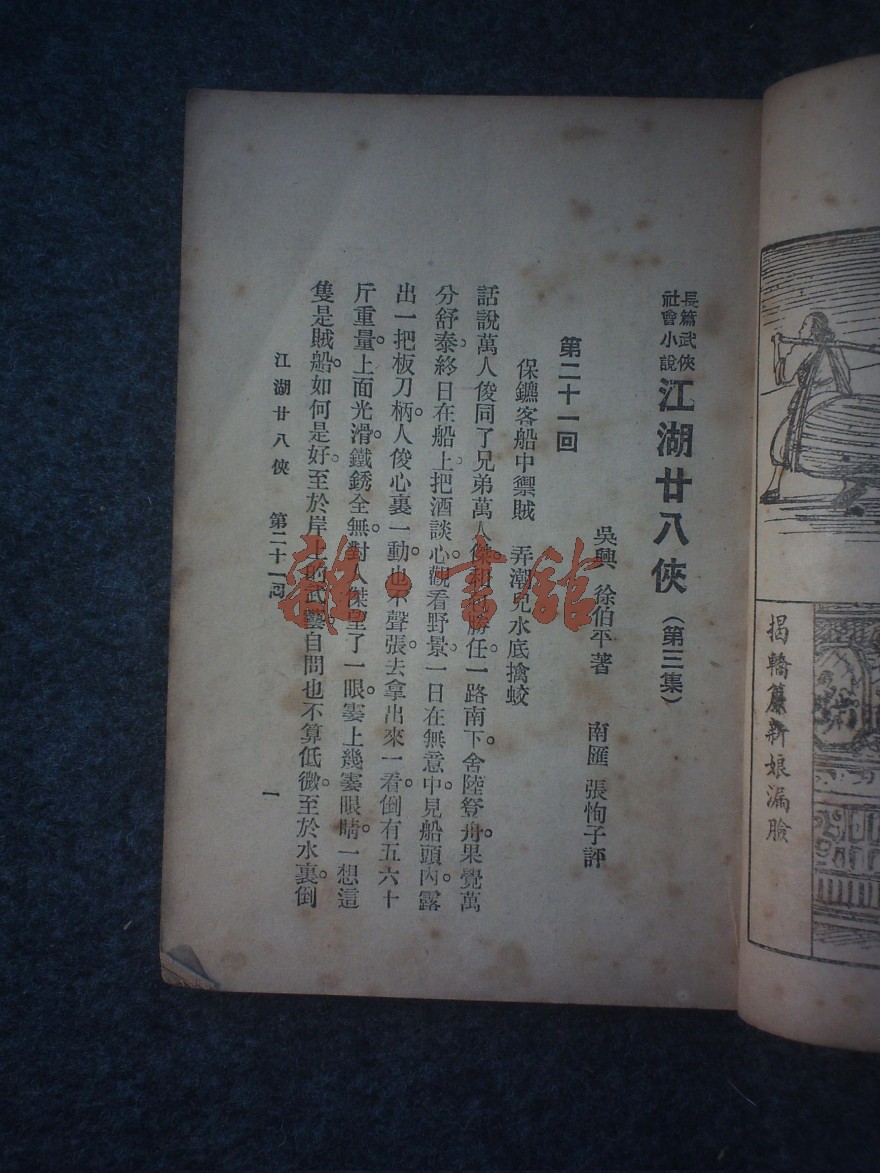 長篇武俠
社會小說
江湖廿八俠（第三集）
吳興　徐伯平著　南匯　張恂子評
第二十一回
保鑣客船中禦賊　弄潮兒水底擒蛟
話說萬人俊同了兄弟萬人傑和　勝任一路南下。舍陸登舟。果覺萬
分舒泰。終日在船上。把酒談心。觀看野景。一日在無意中。見船頭內。露
出一把板刀柄。人俊心裏一動。也不聲張。去拿出來一看。倒有五六十
斤重量。上面光滑。鐵銹全無。對人傑望了一眼。霎上幾霎眼睛。一想這
隻是賊船。如何是好。至於岸上的武藝。自問也不算低微。至於水裏。倒
江湖廿八俠　第二十一回
一
揭轎簾新娘漏臉
雜·書館